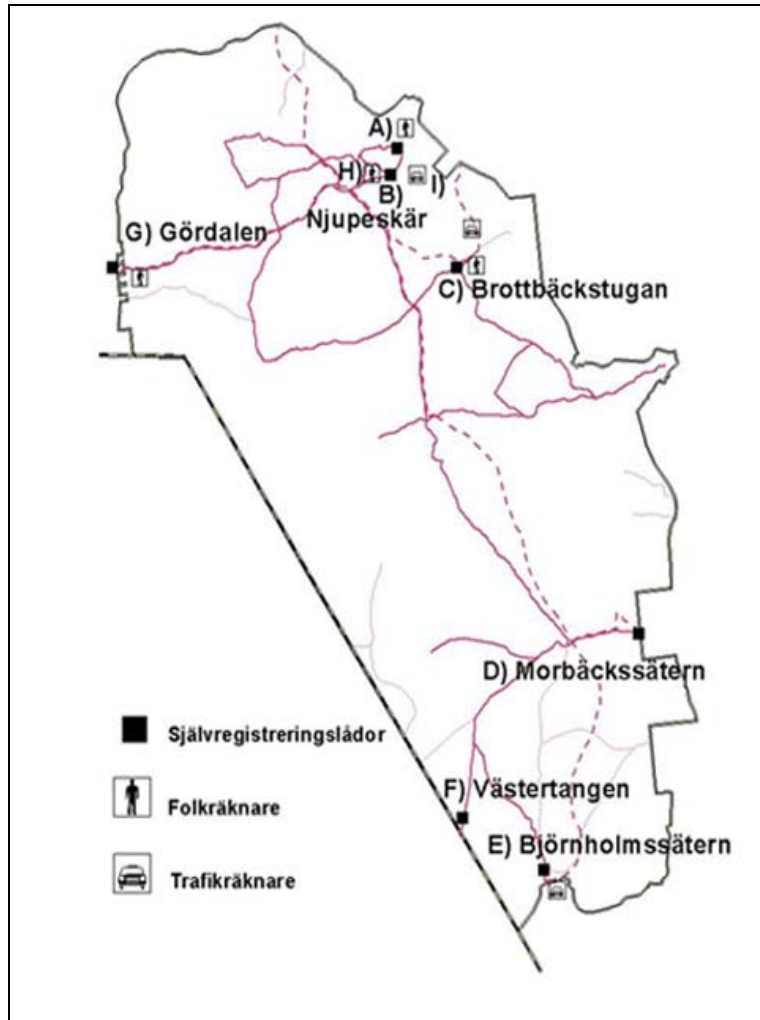 A)
H)
B)
I)
Njupeskär
G) Gördalen
C) Brottbäckstugan
D) Morbäckssätern
Självregistreringslådor
F) Västertangen
Folkräknare
E) Björnholmssätern
Trafikräknare